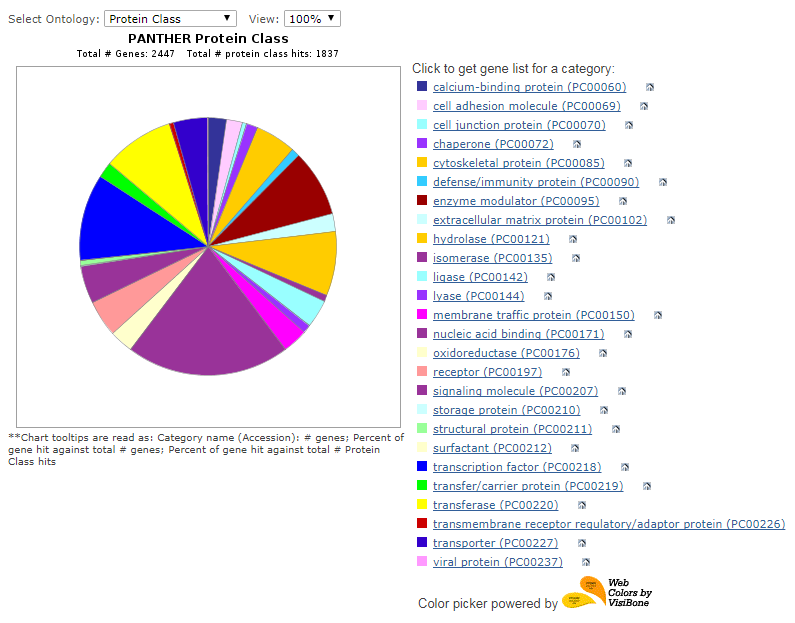 Select Ontology: Protein Class View: 100%
PANTHER Protein Class
Total # Genes: 2447 Total # protein class hits: 1837
Click to get gene list for a category:
calcium-binding protein (PC00060)
cell adhesion molecule (PC00069)
cell junction protein (PC00070)
chaperone (PC00072)
cytoskeletal protein (PC00085)
defense/immunity protein (PC00090)
enzyme modulator (PC00095)
extracellular matrix protein (PC00102)
hydrolase (PC00121)
isomerase (PC00135)
ligase (PC00142)
lyase (PC00144)
membrane traffic protein (PC00150)
nucleic acid binding (PC00171)
oxidoreductase (PC00176)
receptor (PC00197)
signaling molecule (PC00207)
storage protein (PC00210)
structural protein (PC00211)
surfactant (PC00212)
transcription factor (PC00218)
transfer/carrier protein (PC00219)
transferase (PC00220)
transmembrane receptor regulatory/adaptor protein (PC00226)
transporter (PC00227)
viral protein (PC00237)
**Chart tooltips are read as: Category name (Accession): # genes; Percent of
gene hit against total # genes; Percent of gene hit against total # Protein
Class hits
Color picker powered by
Web
Colors by
VisiBone